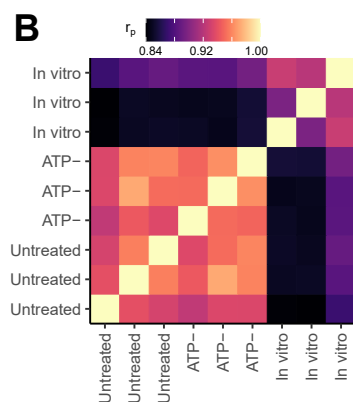 B
rp
0.84 0.92 1.00
In vitro
In vitro
In vitro
ATP−
ATP−
ATP−
Untreated
Untreated
Untreated
Untreated
Untreated
Untreated
ATP−
ATP−
ATP−
In vitro
In vitro
In vitro